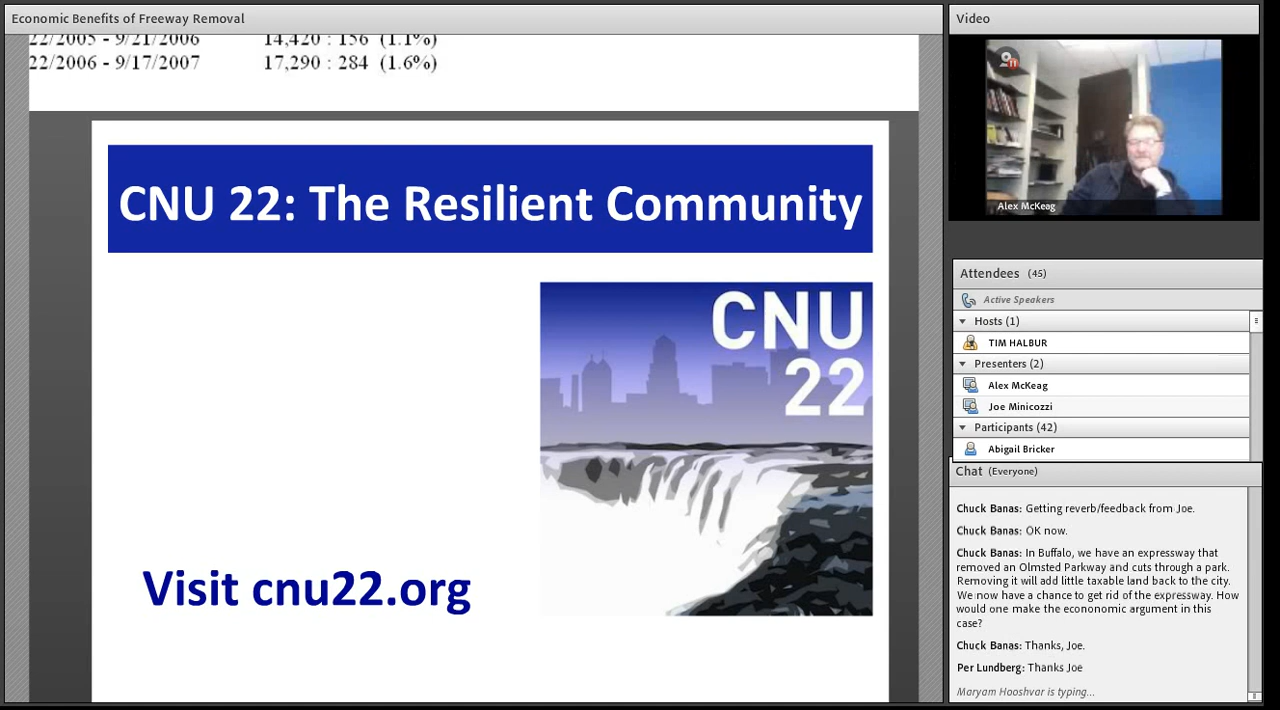 Economic Benefits of Freeway Removal
22/2005 - 9/21/2006 14,420 : 156 (1.1%)
22/2006 - 9/17/2007 17,290 : 284 (1.6%)
CNU 22: The Resilient Community
CNU
22
Visit cnu22.org
Video
Alex McKeag
Attendees (45)
Active Speakers
Hosts (1)
TIM HALBUR
Presenters (2)
Alex McKeag
Joe Minicozzi
Participants (42)
Abigail Bricker
Chat (Everyone)
Chuck Banas: Getting reverb/feedback from Joe.
Chuck Banas: OK now.
Chuck Banas: In Buffalo, we have an expressway that
removed an Olmsted Parkway and cuts through a park.
Removing it will add little taxable land back to the city.
We now have a chance to get rid of the expressway. How
would one make the econonomic argument in this
case?
Chuck Banas: Thanks, Joe.
Per Lundberg: Thanks Joe
Maryam Hooshvar is typing...